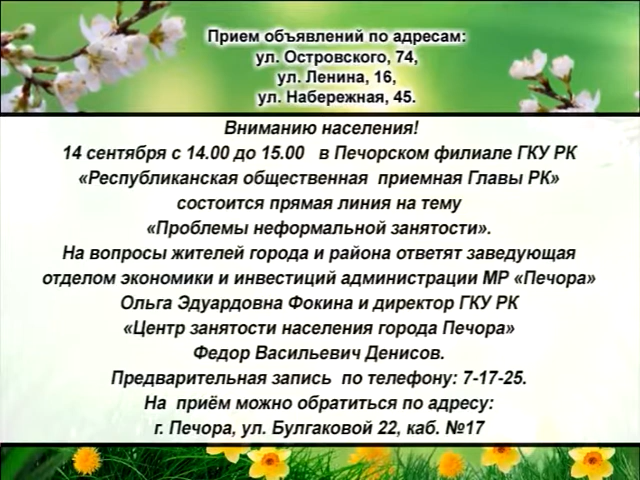 Прием объявлений по адресам:
ул. Островского, 74,
ул. Ленина, 16,
ул. Набережная, 45.
Вниманию населения!
14 сентября с 14.00 до 15.00 в Печорском филиале ГКУ РК
«Республиканская общественная приемная Главы РК»
состоится прямая линия на тему
«Проблемы неформальной занятости».
На вопросы жителей города и района ответят заведующая
отделом экономики и инвестиций администрации МР «Печора»
Ольга Эдуардовна Фокина и директор ГКУ РК
«Центр занятости населения города Печора»
Федор Васильевич Денисов.
Предварительная запись по телефону: 7-17-25.
На приём можно обратиться по адресу:
г. Печора, ул. Булгаковой 22, каб. №17